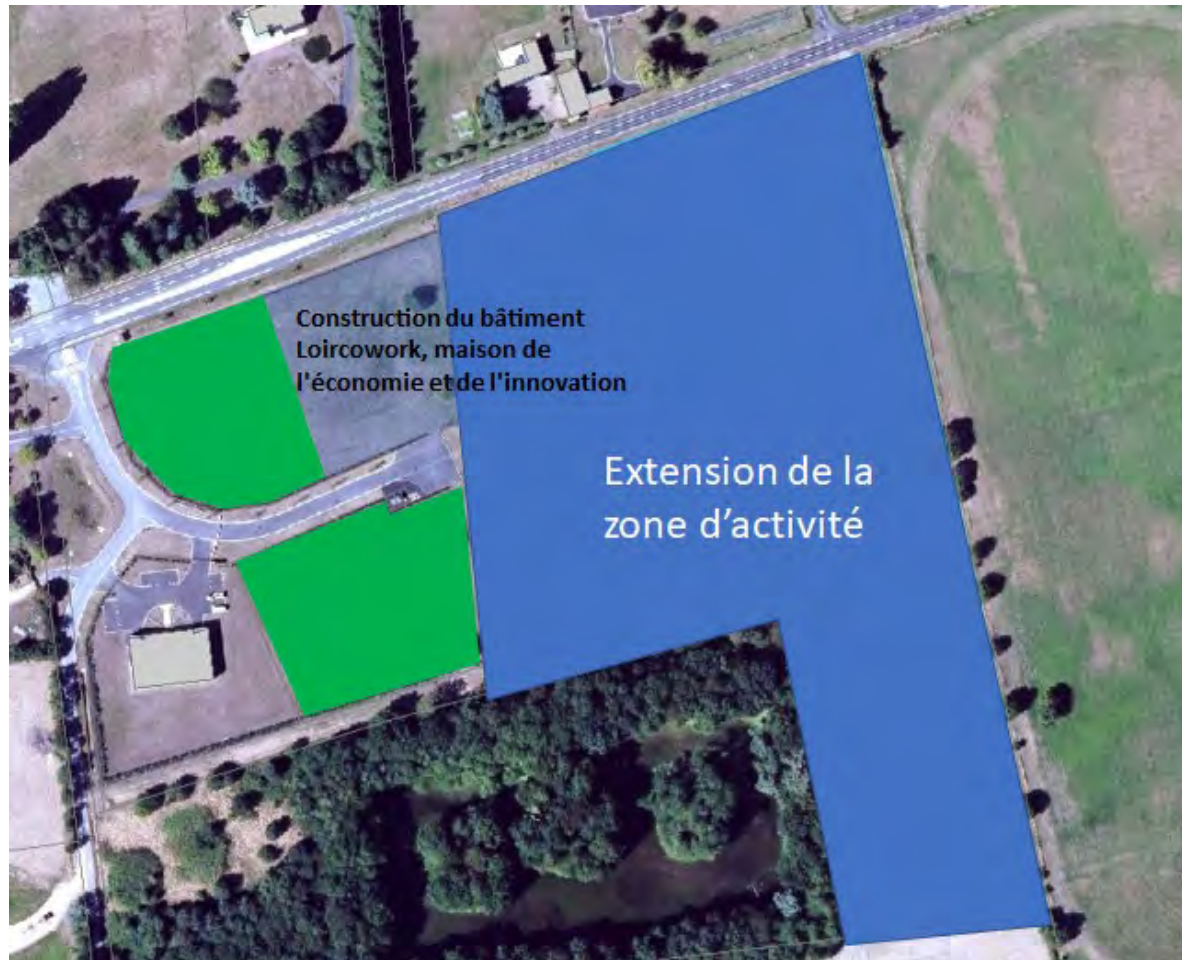 Construction du bâtiment
Loircowork, maison de
l'économie et de l'innovation
Extension de la
zone d’activité